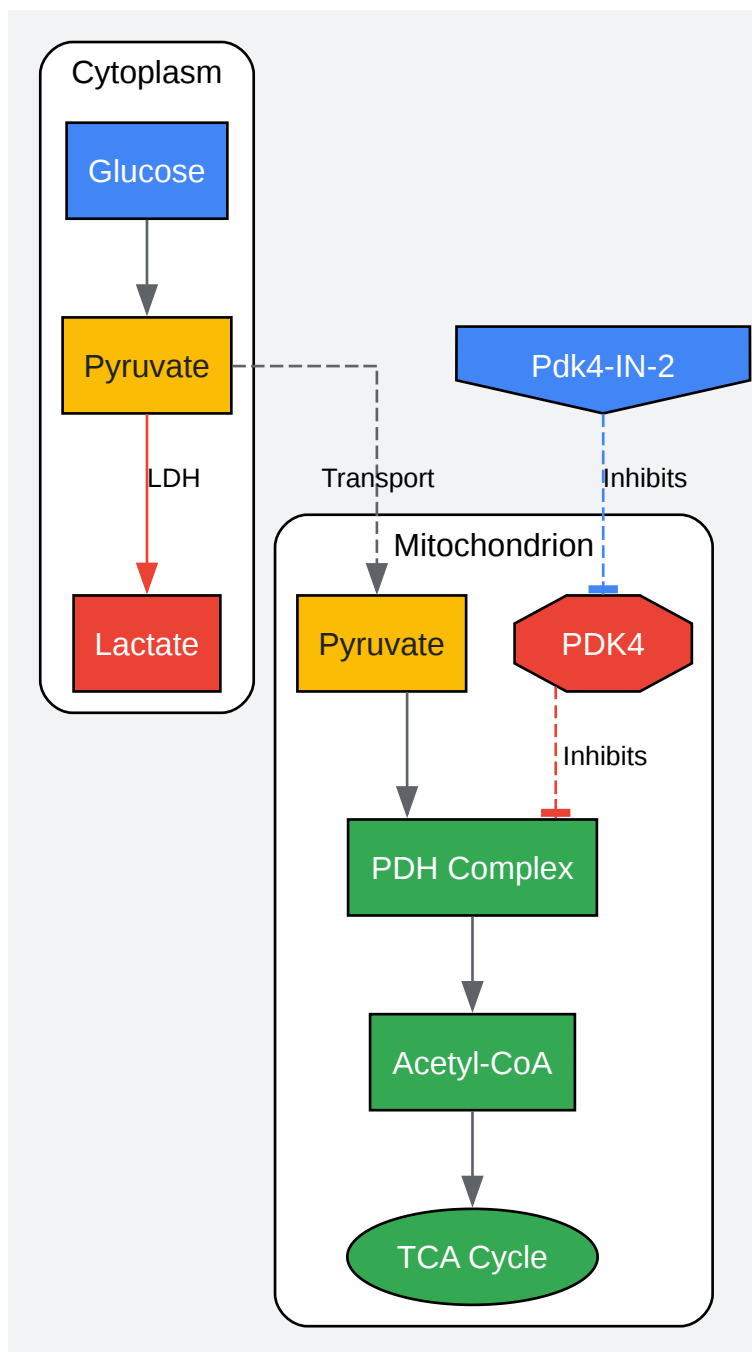 Cytoplasm
Glucose
Pyruvate
Pdk4-IN-2
LDH
Transport
Inhibits
Mitochondrion
Lactate
Pyruvate
PDK4
Inhibits
PDH Complex
Acetyl-CoA
TCA Cycle